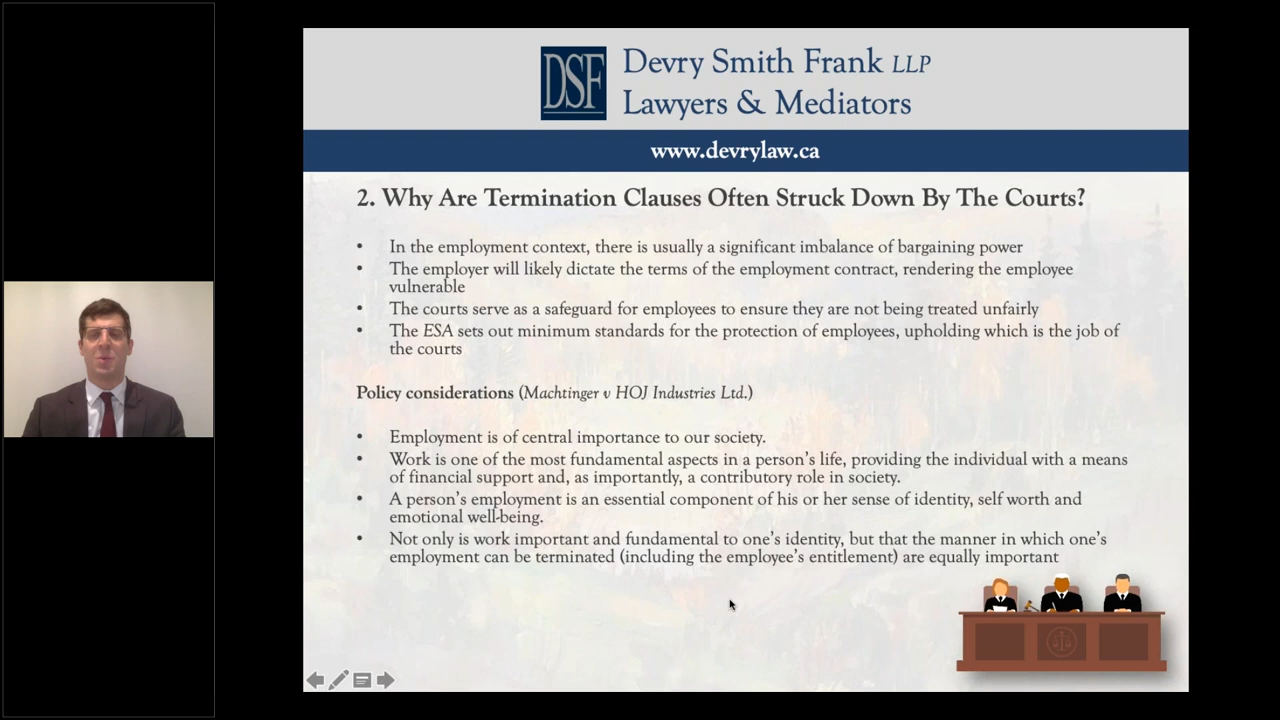 DSF
Devry Smith Frank LLP
Lawyers & Mediators
www.devrylaw.ca
2. Why Are Termination Clauses Often Struck Down By The Courts?
• In the employment context, there is usually a significant imbalance of bargaining power
• The employer will likely dictate the terms of the employment contract, rendering the employee
vulnerable
• The courts serve as a safeguard for employees to ensure they are not being treated unfairly
• The ESA sets out minimum standards for the protection of employees, upholding which is the job of
the courts
Policy considerations (Machtinger v HOJ Industries Ltd.)
• Employment is of central importance to our society.
• Work is one of the most fundamental aspects in a person's life, providing the individual with a means
of financial support and, as importantly, a contributory role in society.
• A person's employment is an essential component of his or her sense of identity, self worth and
emotional well-being.
• Not only is work important and fundamental to one's identity, but that the manner in which one's
employment can be terminated (including the employee's entitlement) are equally important